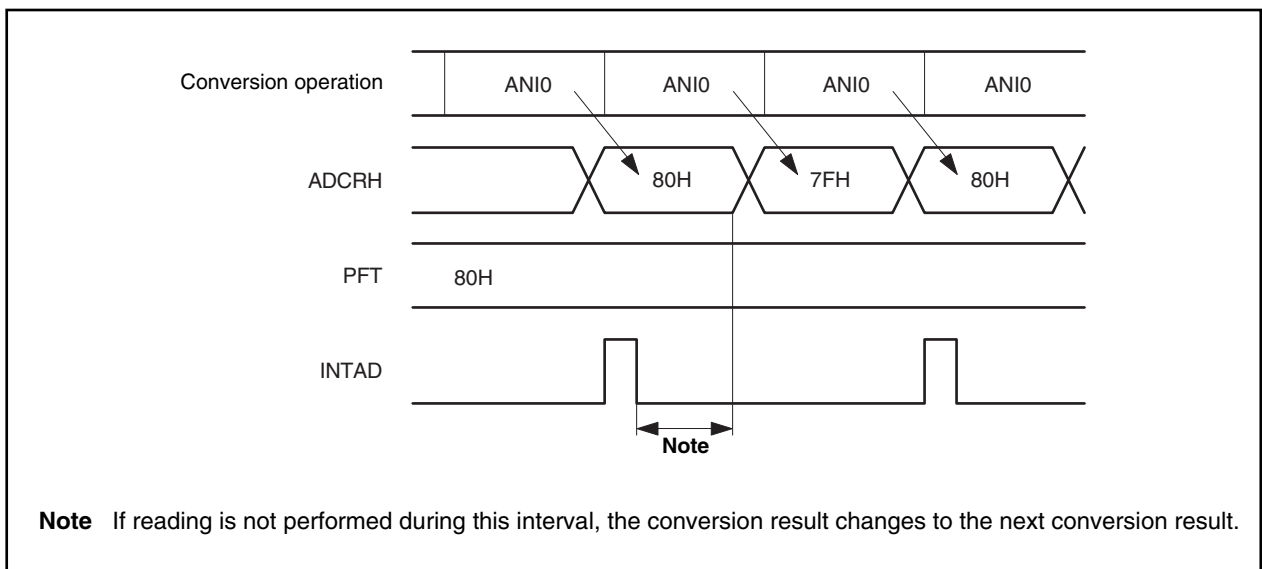 Conversion operation ANI0 ANI0 ANI0 ANI0
ADCRH 80H 7FH 80H
PFT 80H
INTAD
Note
Note If reading is not performed during this interval, the conversion result changes to the next conversion result.